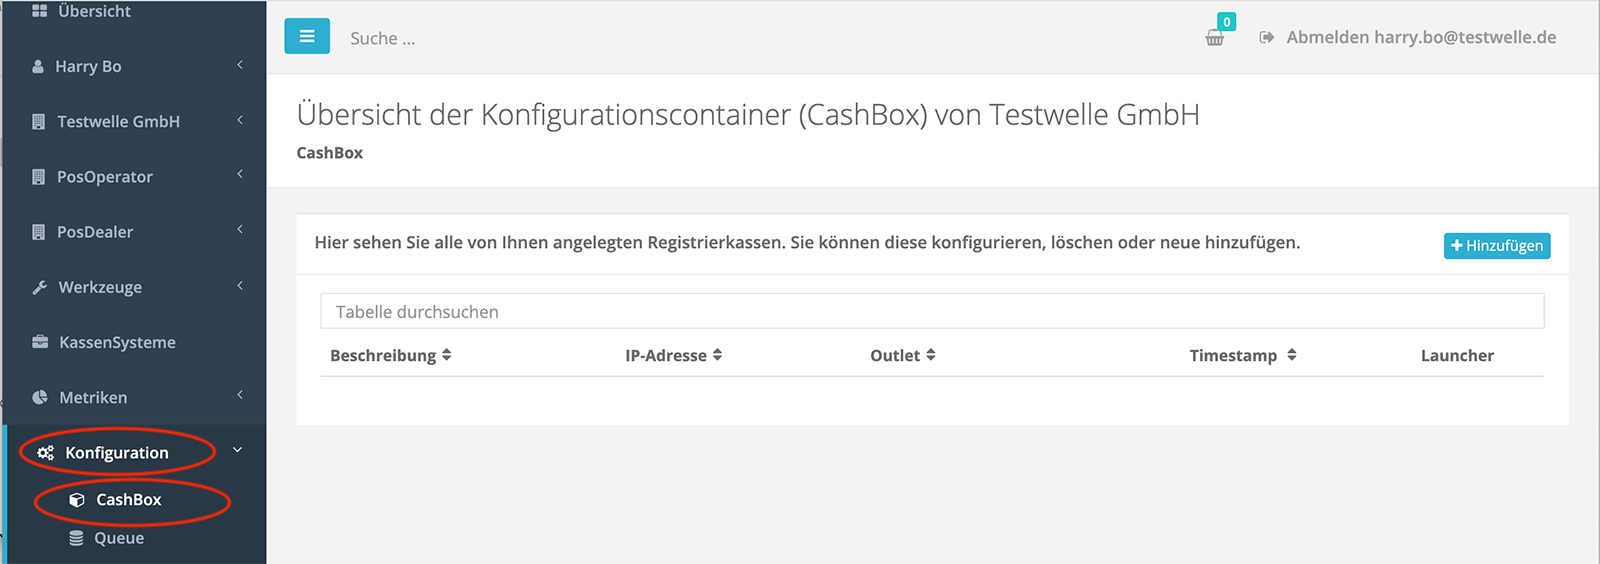 Übersicht
Harry Bo
Testwelle GmbH
PosOperator
PosDealer
Werkzeuge
KassenSysteme
Metriken
Konfiguration
CashBox
Queue
Suche ...
0
Abmelden harry.bo@testwelle.de
Übersicht der Konfigurationscontainer (CashBox) von Testwelle GmbH
CashBox
Hier sehen Sie alle von Ihnen angelegten Registrierkassen. Sie können diese konfigurieren, löschen oder neue hinzufügen.
Hinzufügen
Tabelle durchsuchen
Beschreibung IP-Adresse Outlet Timestamp Launcher